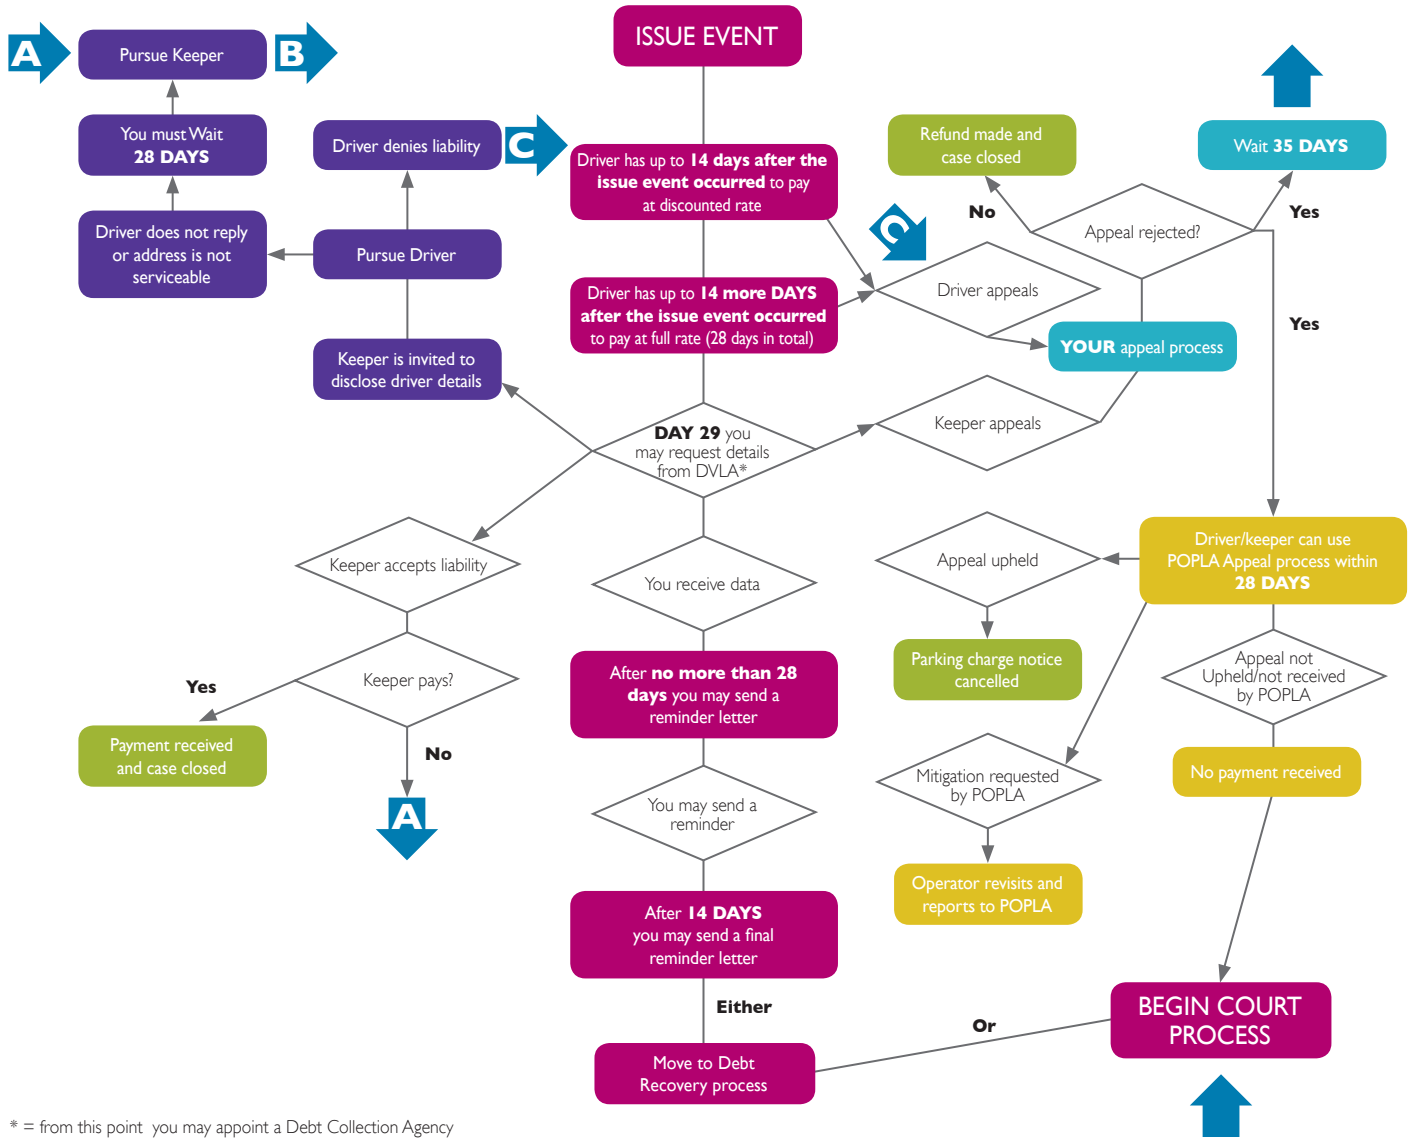 ISSUE EVENT
A
Pursue Keeper
B
You must Wait
28 DAYS
Driver denies liability
C
Driver has up to 14 days after the
issue event occurred to pay
at discounted rate
Refund made and
case closed
Wait 35 DAYS
Driver does not reply
or address is not
serviceable
Pursue Driver
C
No
Appeal rejected?
Yes
Driver has up to 14 more DAYS
after the issue event occurred
to pay at full rate (28 days in total)
Driver appeals
Yes
Keeper is invited to
disclose driver details
YOUR appeal process
DAY 29 you
may request details
from DVLA*
Keeper appeals
Keeper accepts liability
You receive data
Appeal upheld
Driver/keeper can use
POPLA Appeal process within
28 DAYS
Keeper pays?
Yes
After no more than 28
days you may send a
reminder letter
Parking charge notice
cancelled
Appeal not
Upheld/not received
by POPLA
Payment received
and case closed
No
A
You may send a
reminder
Mitigation requested
by POPLA
No payment received
After 14 DAYS
you may send a final
reminder letter
Operator revisits and
reports to POPLA
Either
Or
BEGIN COURT
PROCESS
Move to Debt
Recovery process
* = from this point you may appoint a Debt Collection Agency